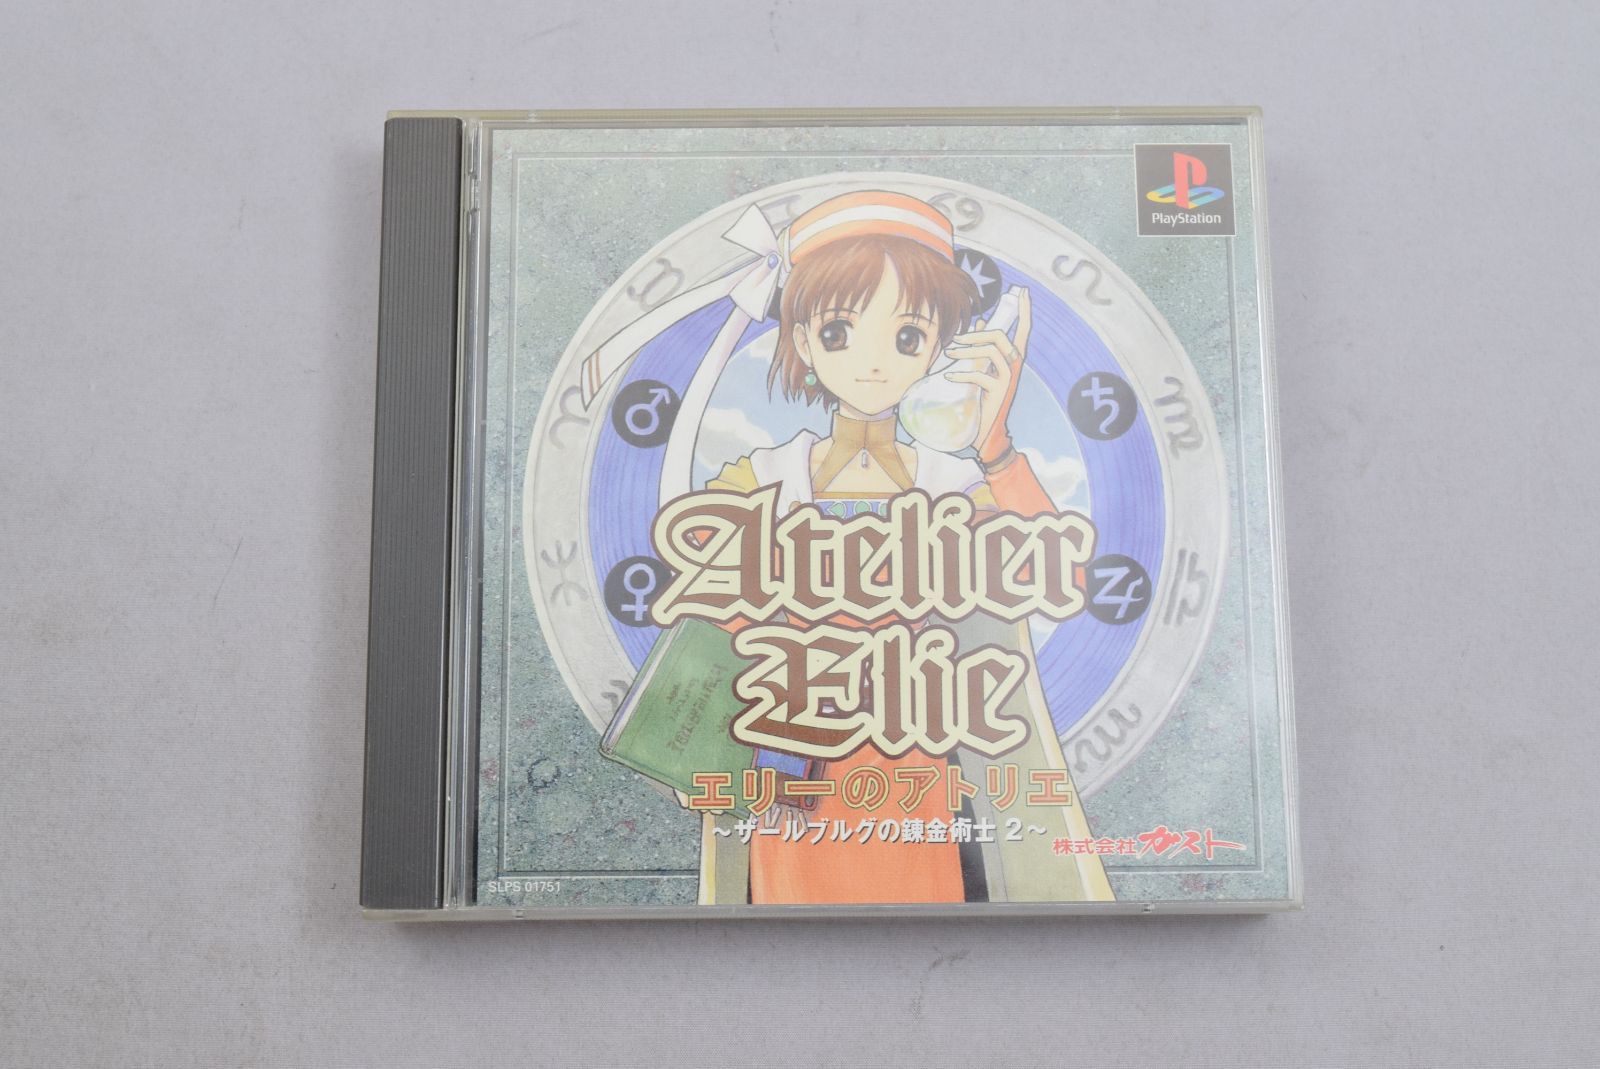 PlayStation
Atelier
Elie
エリーのアトリエ
～ザールブルグの錬金術士 2～
株式会社ガスト
SLPS 01751